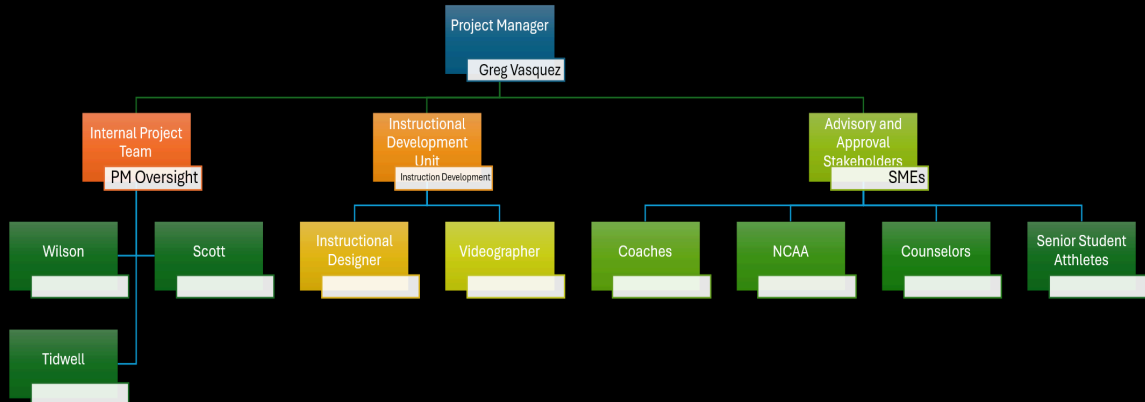 Project Manager
Greg Vasquez
Internal Project
Team
PM Oversight
Instructional
Development
Unit
Instruction Development
Advisory and
Approval
Stakeholders
SMEs
Wilson
Scott
Instructional
Designer
Videographer
Coaches
NCAA
Counselors
Senior Student
Atthletes
Tidwell